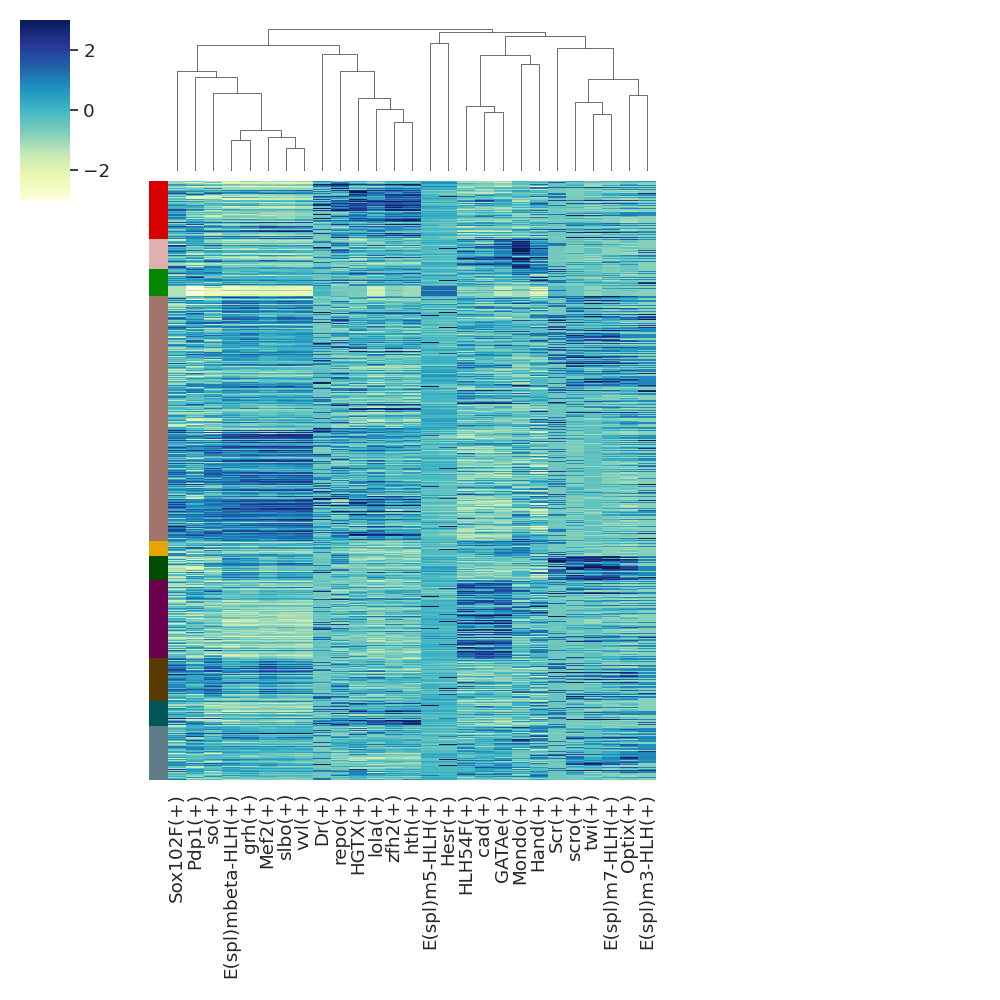 2
0
−2
Sox102F(+)
Pdp1(+)
so(+)
E(spl)mbeta-HLH(+)
grh(+)
Mef2(+)
slbo(+)
vvl(+)
Dr(+)
repo(+)
HGTX(+)
lola(+)
zfh2(+)
hth(+)
E(spl)m5-HLH(+)
Hesr(+)
HLH54F(+)
cad(+)
GATAe(+)
Mondo(+)
Hand(+)
Scr(+)
scro(+)
twi(+)
E(spl)m7-HLH(+)
Optix(+)
E(spl)m3-HLH(+)